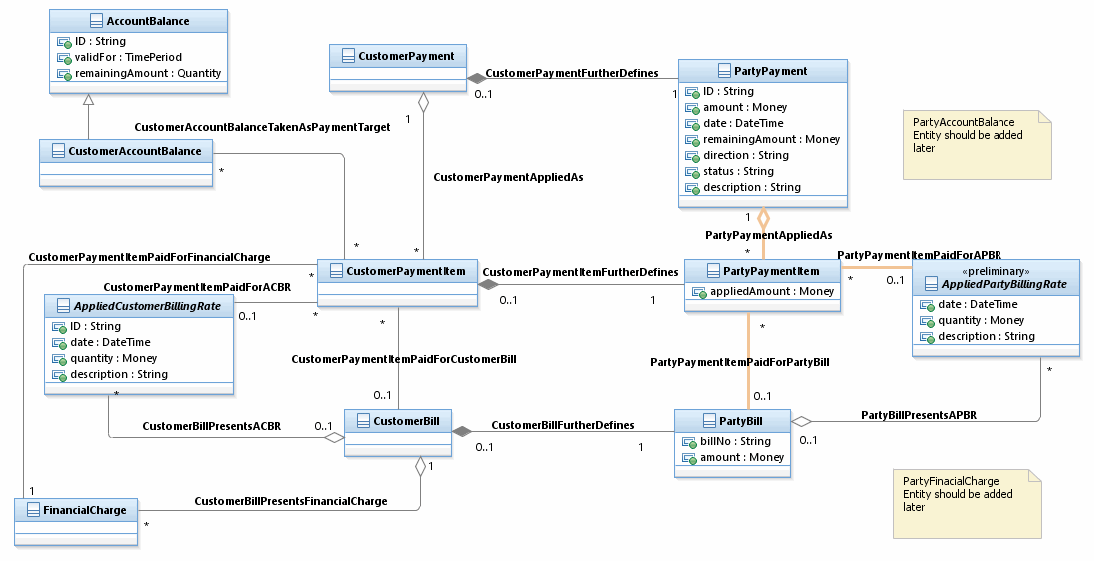 AccountBalance
ID : String
validFor : TimePeriod
remainingAmount : Quantity
CustomerPayment
CustomerPaymentFurtherDefines
0..1
1
PartyPayment
ID : String
amount : Money
date : DateTime
remainingAmount : Money
direction : String
status : String
description : String
PartyAccountBalance
Entity should be added
later
CustomerAccountBalanceTakenAsPaymentTarget
1
CustomerAccountBalance
*
CustomerPaymentAppliedAs
1
PartyPaymentAppliedAs
*
*
*
CustomerPaymentItemPaidForFinancialCharge
*
CustomerPaymentItem
CustomerPaymentItemFurtherDefines
0..1
1
PartyPaymentItem
appliedAmount : Money
PartyPaymentItemPaidForAPBR
*
0..1
«preliminary»
AppliedPartyBillingRate
date : DateTime
quantity : Money
description : String
*
CustomerPaymentItemPaidForACBR
0..1
*
AppliedCustomerBillingRate
ID : String
date : DateTime
quantity : Money
description : String
*
*
CustomerPaymentItemPaidForCustomerBill
0..1
*
PartyPaymentItemPaidForPartyBill
0..1
CustomerBillPresentsACBR
0..1
CustomerBill
CustomerBillFurtherDefines
0..1
1
PartyBill
billNo : String
amount : Money
PartyBillPresentsAPBR
0..1
1
CustomerBillPresentsFinancialCharge
1
FinancialCharge
*
PartyFinacialCharge
Entity should be added
later